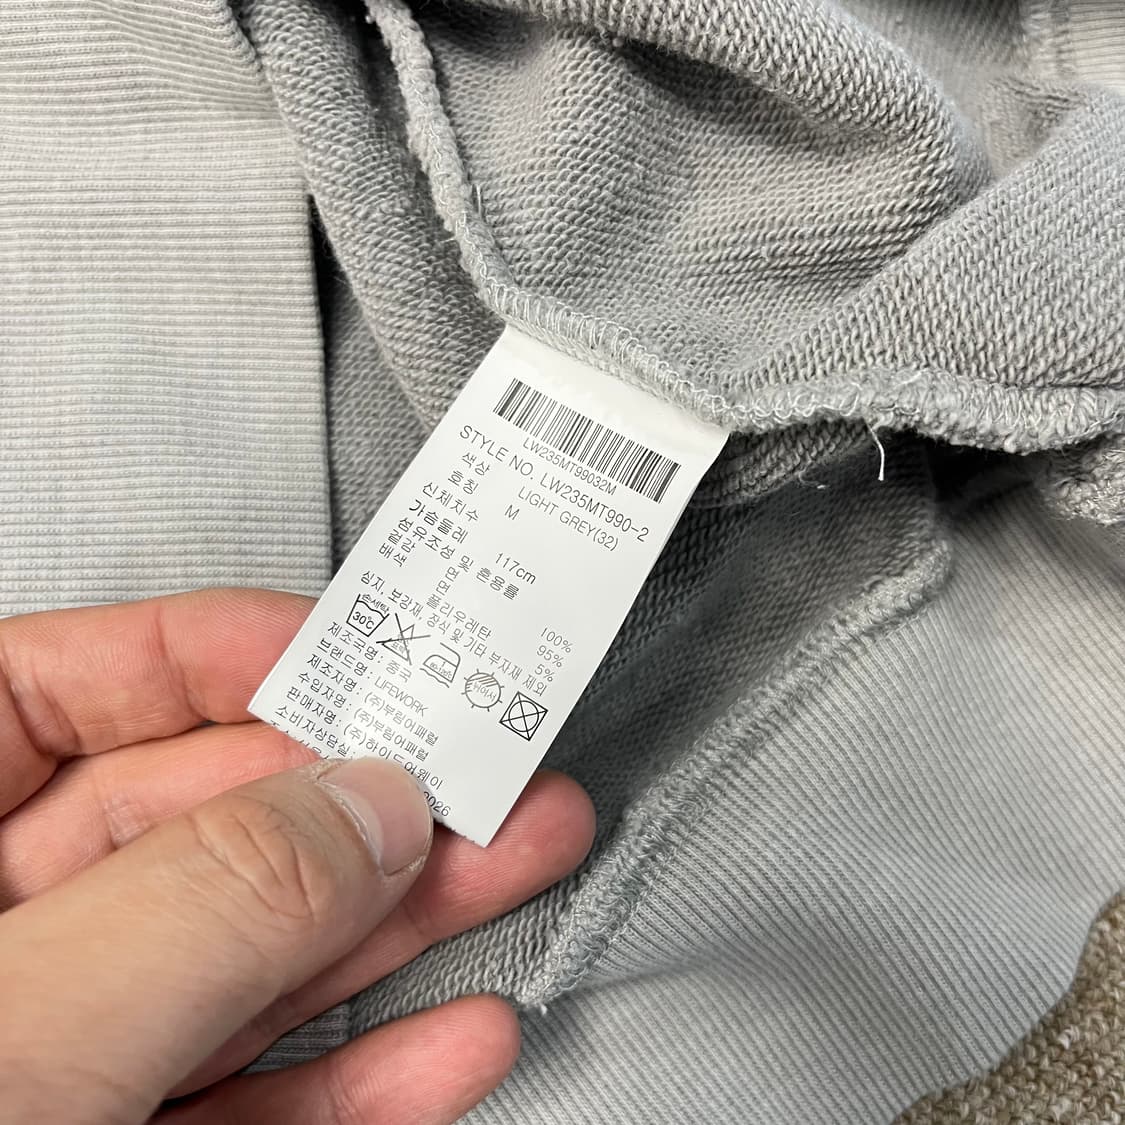 LW235MT99032M
STYLE NO. LW235MT990-2
색상 LIGHT GREY(32)
호칭 M
신체치수
가슴둘레 117cm
섬유조성 및 혼용률
겉감 면 100%
배색 면 95%
폴리우레탄 5%
심지, 보강재, 장식 및 기타 부자재 제외
손세탁 30℃
제조국명: 중국
브랜드명: LIFEWORK
제조자명: (주)부림어패럴
수입자명: (주)부림어패럴
판매자명: (주)하이드어웨이
소비자상담실:
2026